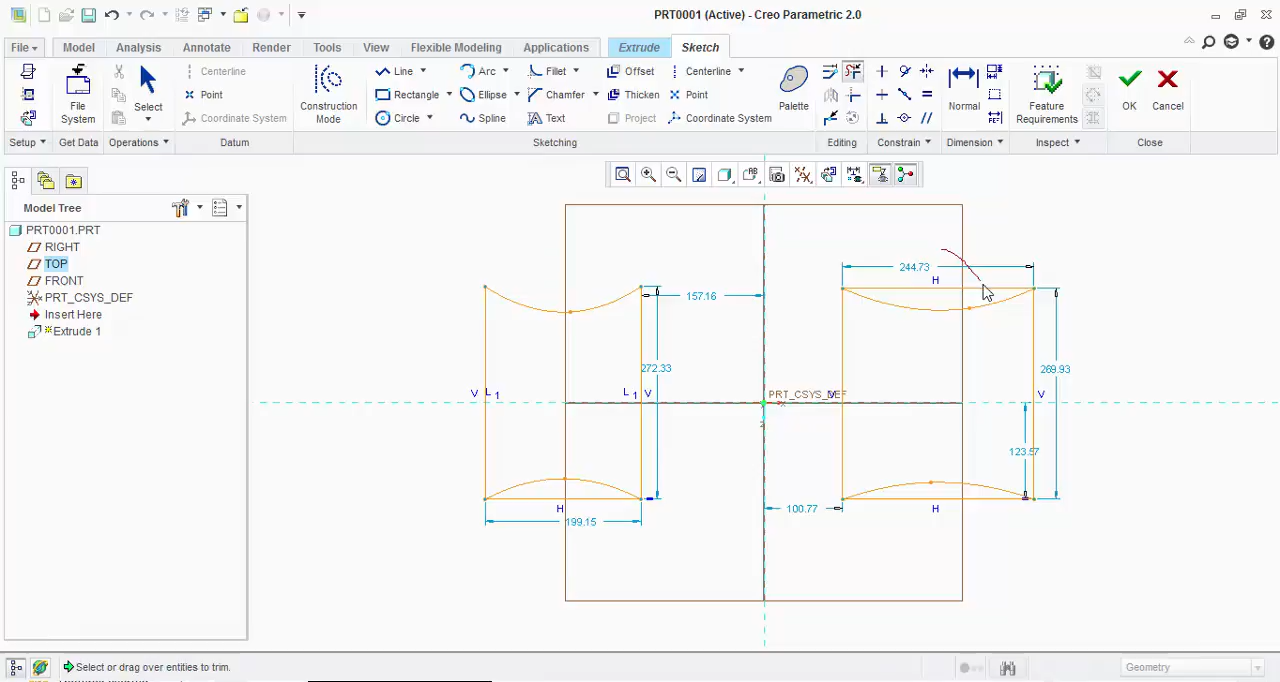 PRT0001 (Active) - Creo Parametric 2.0
File Model Analysis Annotate Render Tools View Flexible Modeling Applications Extrude Sketch
File System
Select
Centerline
Point
Coordinate System
Construction Mode
Line Arc Fillet Offset Centerline
Rectangle Ellipse Chamfer Thicken Point
Circle Spline Text Project Coordinate System
Palette
Normal
Feature Requirements
OK
Cancel
Setup Get Data Operations Datum Sketching Editing Constrain Dimension Inspect Close
Model Tree
PRT0001.PRT
RIGHT
TOP
FRONT
PRT_CSYS_DEF
Insert Here
Extrude 1
244.73
H
157.16
272.33
269.93
V L 1
L 1 V
PRT_CSYS_DEF
V
123.57
H
199.15
100.77
H
Select or drag over entities to trim.
Geometry